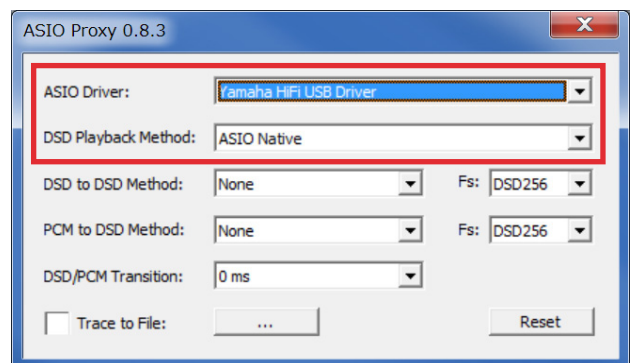 ASIO Proxy 0.8.3
ASIO Driver: Yamaha HiFi USB Driver
DSD Playback Method: ASIO Native
DSD to DSD Method: None Fs: DSD256
PCM to DSD Method: None Fs: DSD256
DSD/PCM Transition: 0 ms
Trace to File: ... Reset